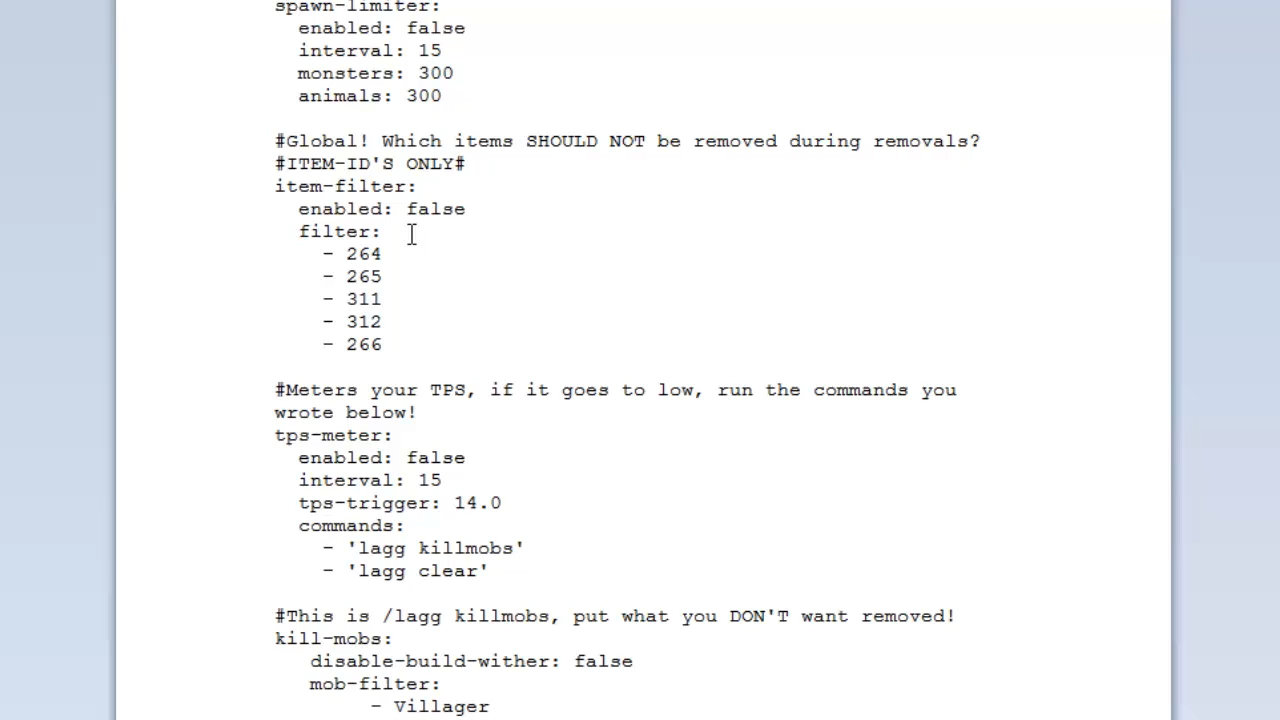 spawn-limiter:
enabled: false
interval: 15
monsters: 300
animals: 300
#Global! Which items SHOULD NOT be removed during removals?
#ITEM-ID'S ONLY#
item-filter:
enabled: false
filter:
- 264
- 265
- 311
- 312
- 266
#Meters your TPS, if it goes to low, run the commands you
wrote below!
tps-meter:
enabled: false
interval: 15
tps-trigger: 14.0
commands:
- 'lagg killmobs'
- 'lagg clear'
#This is /lagg killmobs, put what you DON'T want removed!
kill-mobs:
disable-build-wither: false
mob-filter:
- Villager